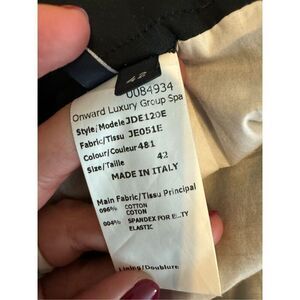 42
0084934
Onward Luxury Group Spa
Style/Modele JDE120E
Fabric/Tissu JE051E
Colour/Couleur 481
Size/Taille 42
MADE IN ITALY
Main Fabric/Tissu Principal
096% COTTON
COTON
004% SPANDEX FOR
ELASTIC
Lining/Doublure